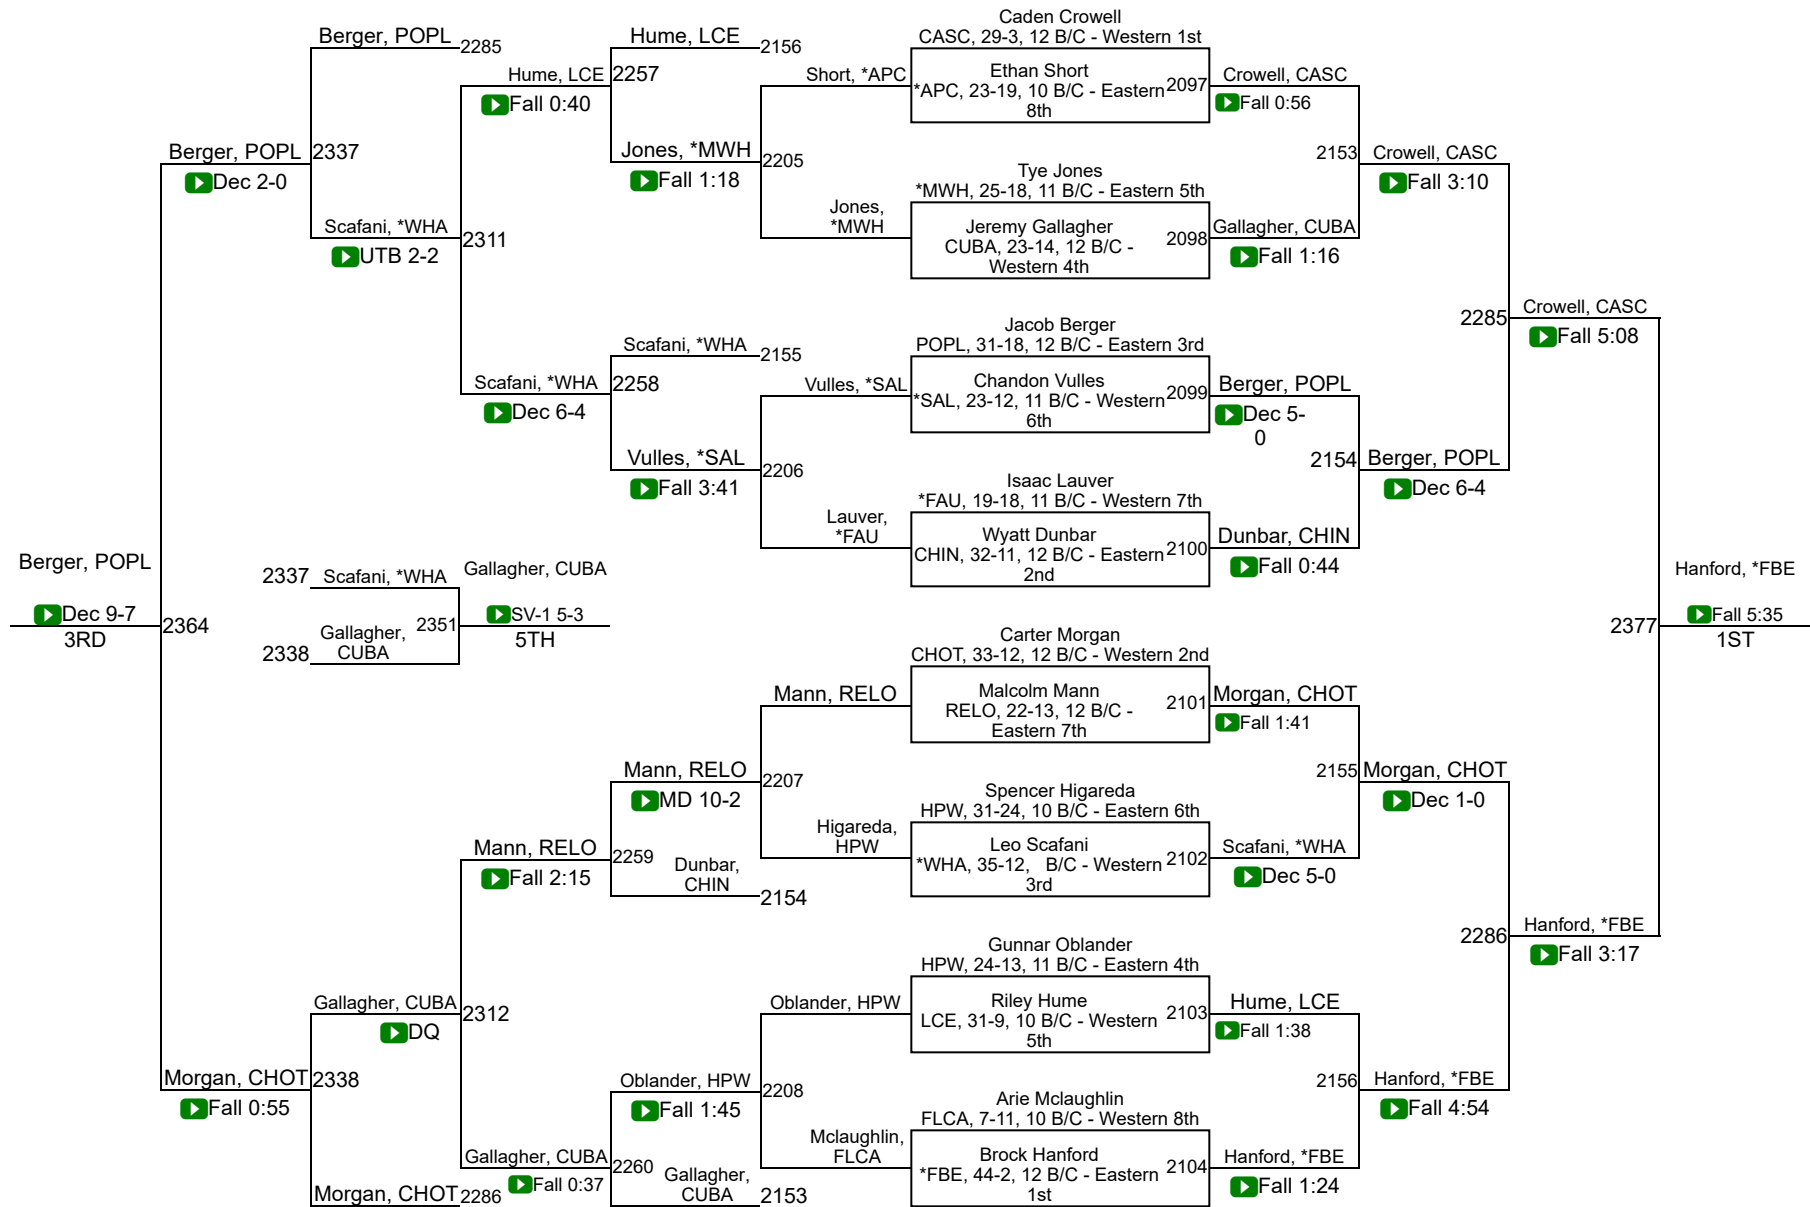 Caden Crowell
CASC, 29-3, 12 B/C - Western 1st
Berger, POPL
2285
Hume, LCE
2156
Hume, LCE
2257
Fall 0:40
Short, *APC
Ethan Short
*APC, 23-19, 10 B/C - Eastern
8th
2097
Crowell, CASC
Fall 0:56
Berger, POPL
2337
Dec 2-0
Jones, *MWH
2205
Fall 1:18
2153
Crowell, CASC
Fall 3:10
Tye Jones
*MWH, 25-18, 11 B/C - Eastern 5th
Scafani, *WHA
2311
UTB 2-2
Jones,
*MWH
Jeremy Gallagher
CUBA, 23-14, 12 B/C -
Western 4th
2098
Gallagher, CUBA
Fall 1:16
2285
Crowell, CASC
Fall 5:08
Jacob Berger
POPL, 31-18, 12 B/C - Eastern 3rd
Scafani, *WHA
2155
Scafani, *WHA
2258
Dec 6-4
Vulles, *SAL
Chandon Vulles
*SAL, 23-12, 11 B/C - Western
6th
2099
Berger, POPL
Dec 5-
0
Vulles, *SAL
2206
Fall 3:41
2154
Berger, POPL
Dec 6-4
Isaac Lauver
*FAU, 19-18, 11 B/C - Western 7th
Lauver,
*FAU
Wyatt Dunbar
CHIN, 32-11, 12 B/C - Eastern
2nd
2100
Dunbar, CHIN
Fall 0:44
Berger, POPL
Dec 9-7
3RD
2364
2337
Scafani, *WHA
Gallagher,
CUBA
2338
2351
Gallagher, CUBA
SV-1 5-3
5TH
2377
Hanford, *FBE
Fall 5:35
1ST
Carter Morgan
CHOT, 33-12, 12 B/C - Western 2nd
Mann, RELO
Malcolm Mann
RELO, 22-13, 12 B/C -
Eastern 7th
2101
Morgan, CHOT
Fall 1:41
Mann, RELO
2207
MD 10-2
2155
Morgan, CHOT
Dec 1-0
Spencer Higareda
HPW, 31-24, 10 B/C - Eastern 6th
Mann, RELO
2259
Fall 2:15
Dunbar,
CHIN
2154
Higareda,
HPW
Leo Scafani
*WHA, 35-12, B/C - Western
3rd
2102
Scafani, *WHA
Dec 5-0
2286
Hanford, *FBE
Fall 3:17
Gunnar Oblander
HPW, 24-13, 11 B/C - Eastern 4th
Gallagher, CUBA
2312
DQ
Oblander, HPW
Riley Hume
LCE, 31-9, 10 B/C - Western
5th
2103
Hume, LCE
Fall 1:38
Morgan, CHOT
2338
Fall 0:55
Oblander, HPW
2208
Fall 1:45
2156
Hanford, *FBE
Fall 4:54
Arie Mclaughlin
FLCA, 7-11, 10 B/C - Western 8th
Gallagher, CUBA
2260
Fall 0:37
Mclaughlin,
FLCA
Brock Hanford
*FBE, 44-2, 12 B/C - Eastern
1st
2104
Hanford, *FBE
Fall 1:24
Morgan, CHOT
2286
Gallagher,
CUBA
2153